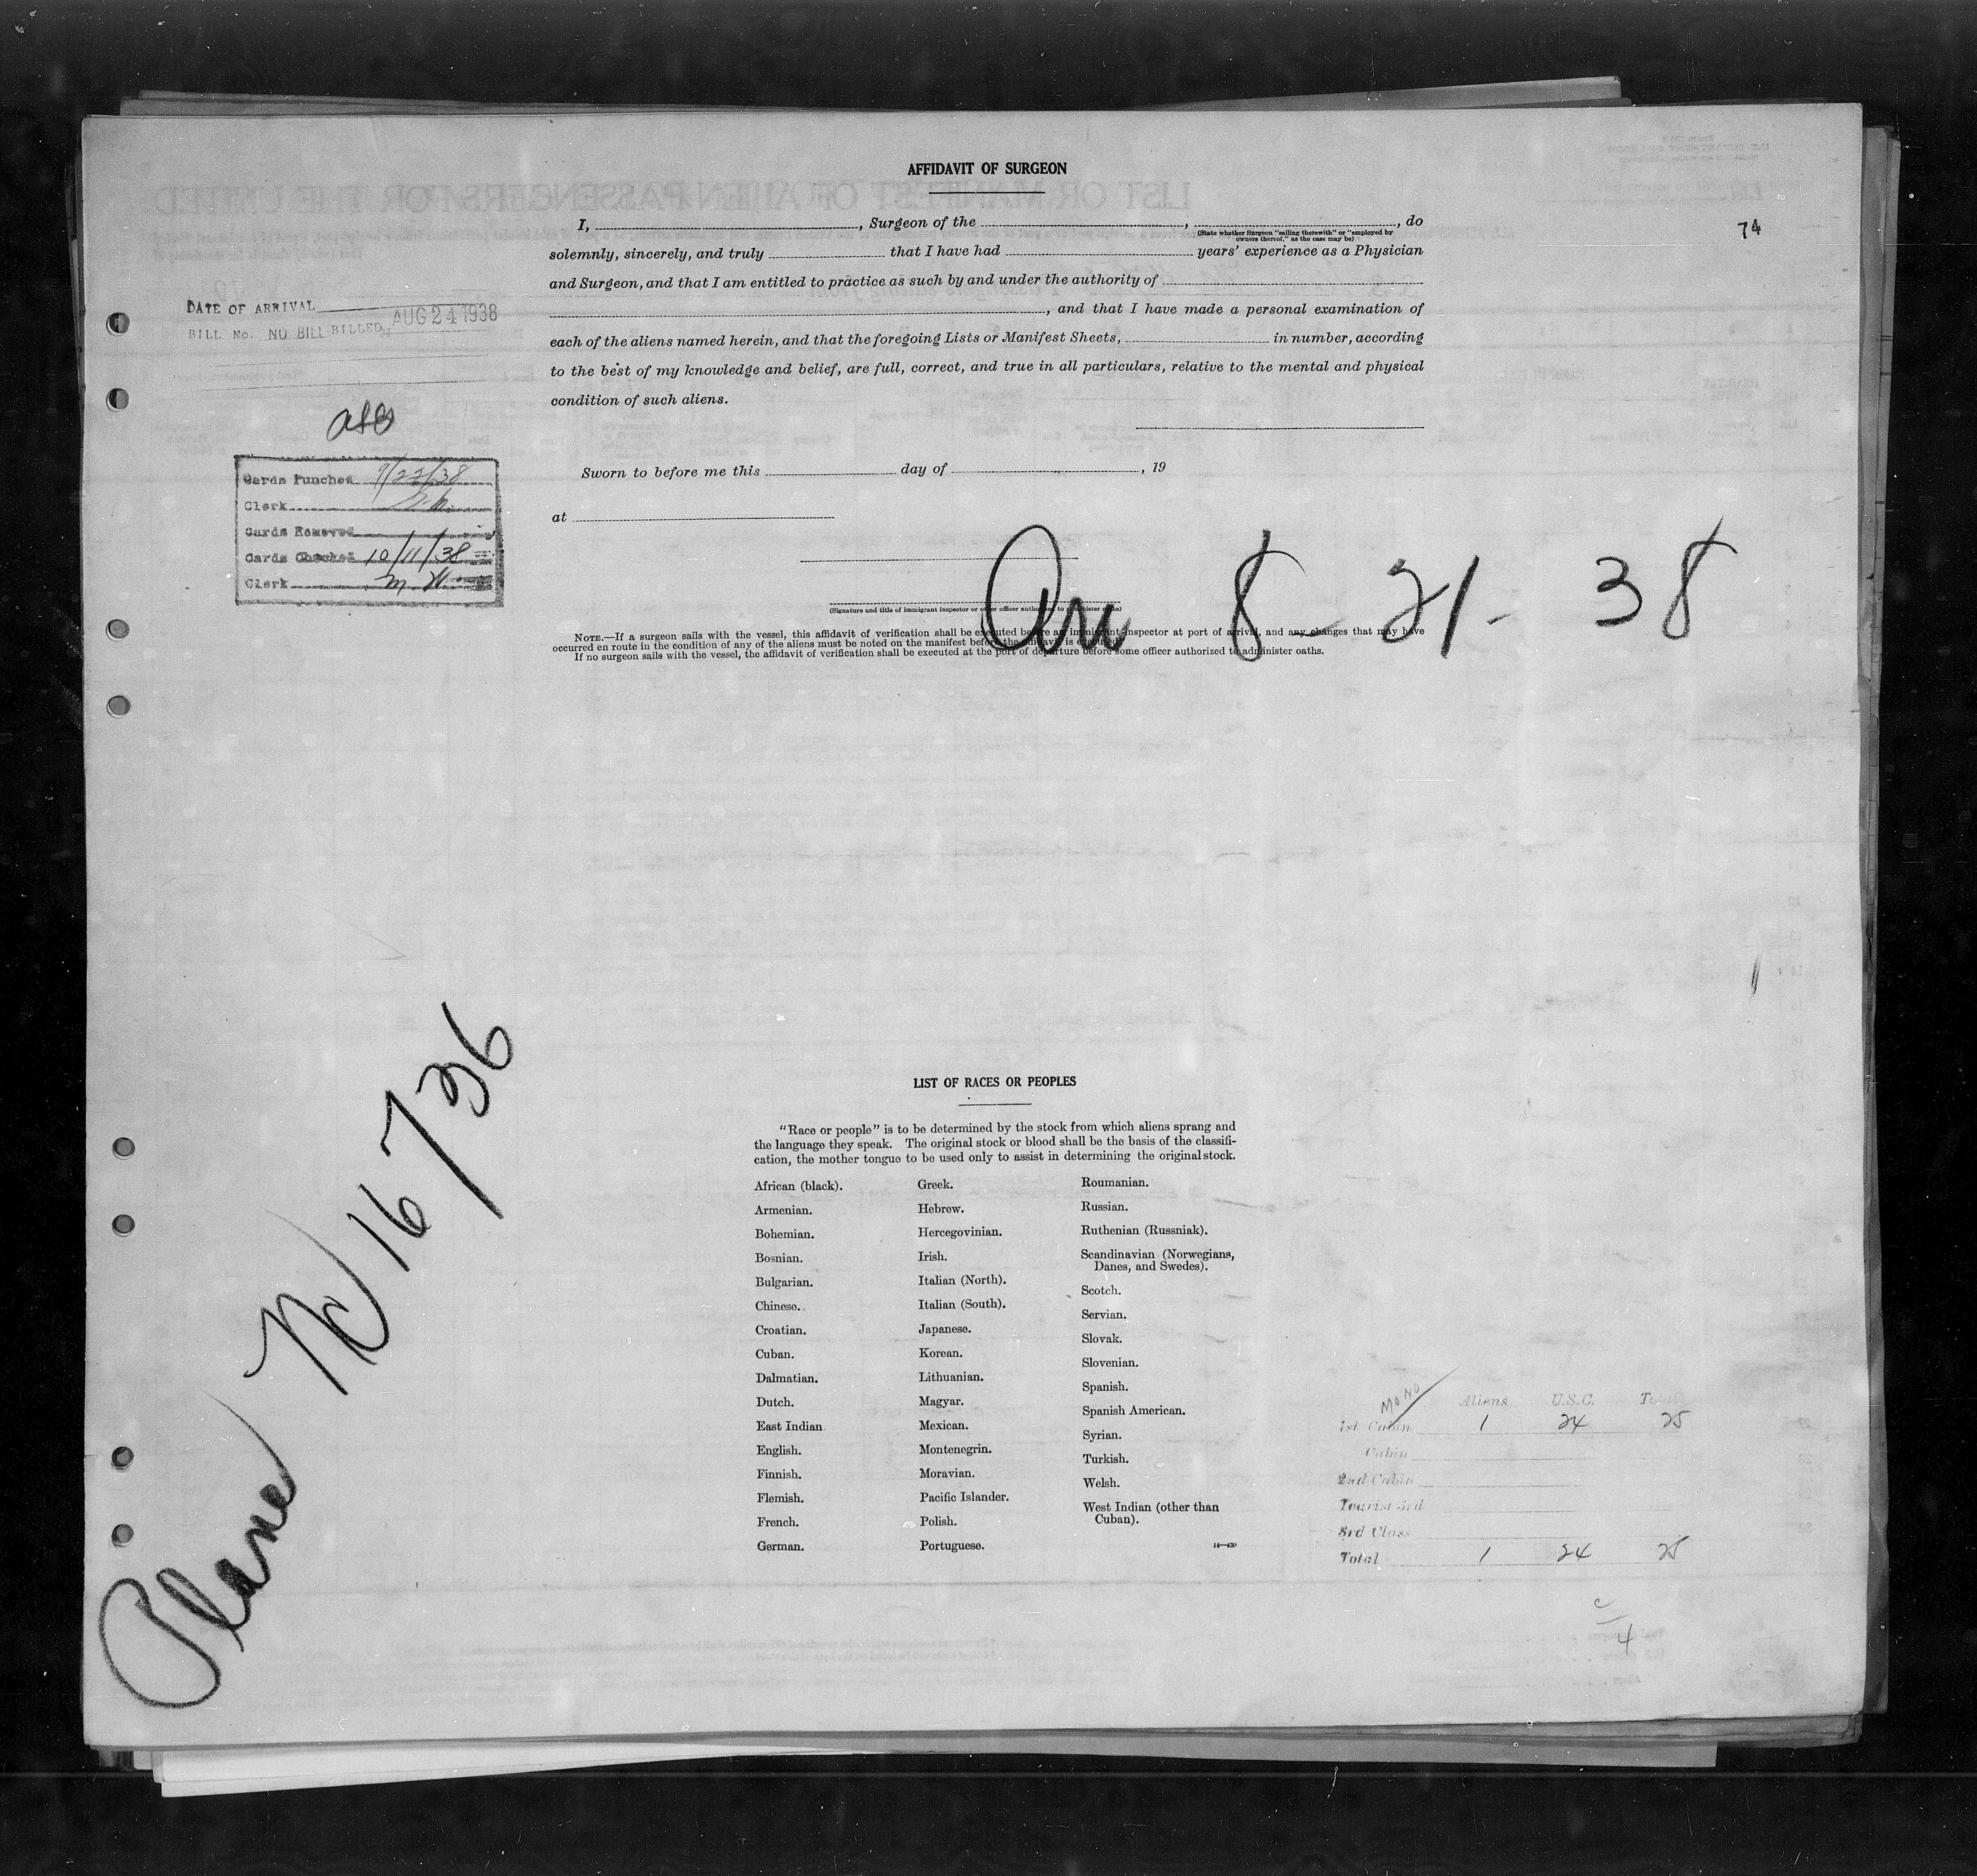 AFFIDAVIT OF SURGEON
I, , Surgeon of the , , do
(State whether Surgeon "sailing therewith" or "employed by
owners thereof," as the case may be)
74
solemnly, sincerely, and truly that I have had years' experience as a Physician
and Surgeon, and that I am entitled to practice as such by and under the authority of
, and that I have made a personal examination of
each of the aliens named herein, and that the foregoing Lists or Manifest Sheets, in number, according
to the best of my knowledge and belief, are full, correct, and true in all particulars, relative to the mental and physical
condition of such aliens.
DATE OF ARRIVAL
AUG 24 1938
BILL No. NO BILL BILLED
Sworn to before me this day of , 19
at
Cards Punched 9/22/38
Clerk
Cards Removed
Cards Checked 10/11/38
Clerk M. W.
Arr 8-21-38
(Signature and title of immigrant inspector or other officer authorized to administer oaths)
NOTE.—If a surgeon sails with the vessel, this affidavit of verification shall be executed before an immigrant inspector at port of arrival, and any changes that may have
occurred en route in the condition of any of the aliens must be noted on the manifest before the affidavit is executed.
If no surgeon sails with the vessel, the affidavit of verification shall be executed at the port of departure before some officer authorized to administer oaths.
Plane NC 16736
LIST OF RACES OR PEOPLES
"Race or people" is to be determined by the stock from which aliens sprang and
the language they speak. The original stock or blood shall be the basis of the classifi-
cation, the mother tongue to be used only to assist in determining the original stock.
African (black).
Armenian.
Bohemian.
Bosnian.
Bulgarian.
Chinese.
Croatian.
Cuban.
Dalmatian.
Dutch.
East Indian
English.
Finnish.
Flemish.
French.
German.
Greek.
Hebrew.
Hercegovinian.
Irish.
Italian (North).
Italian (South).
Japanese.
Korean.
Lithuanian.
Magyar.
Mexican.
Montenegrin.
Moravian.
Pacific Islander.
Polish.
Portuguese.
Roumanian.
Russian.
Ruthenian (Russniak).
Scandinavian (Norwegians,
Danes, and Swedes).
Scotch.
Servian.
Slovak.
Slovenian.
Spanish.
Spanish American.
Syrian.
Turkish.
Welsh.
West Indian (other than
Cuban).
MONO
Aliens U.S.C. Total
1st Cabin 1 24 25
Cabin
2nd Cabin
Tourist 3rd
3rd Class
Total 1 24 25
c
4